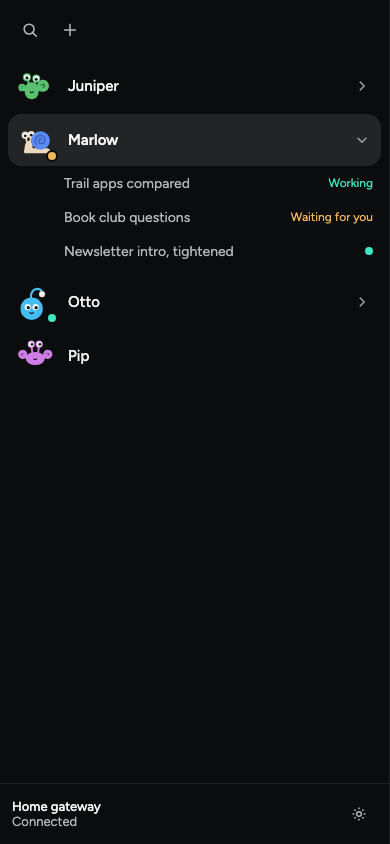 Juniper
Marlow
Trail apps compared
Working
Book club questions
Waiting for you
Newsletter intro, tightened
Otto
Pip
Home gateway
Connected